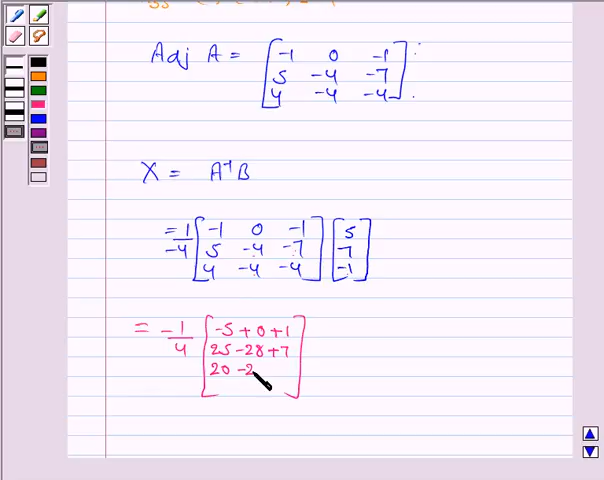 Adj A = [-1 0 -1
5 -4 -7
4 -4 -4]
X = A⁻¹B
= 1/-4 [-1 0 -1 [5
5 -4 -7 7
4 -4 -4] -1]
= -1/4 [-5 + 0 + 1
25 - 28 + 7
20 - 2